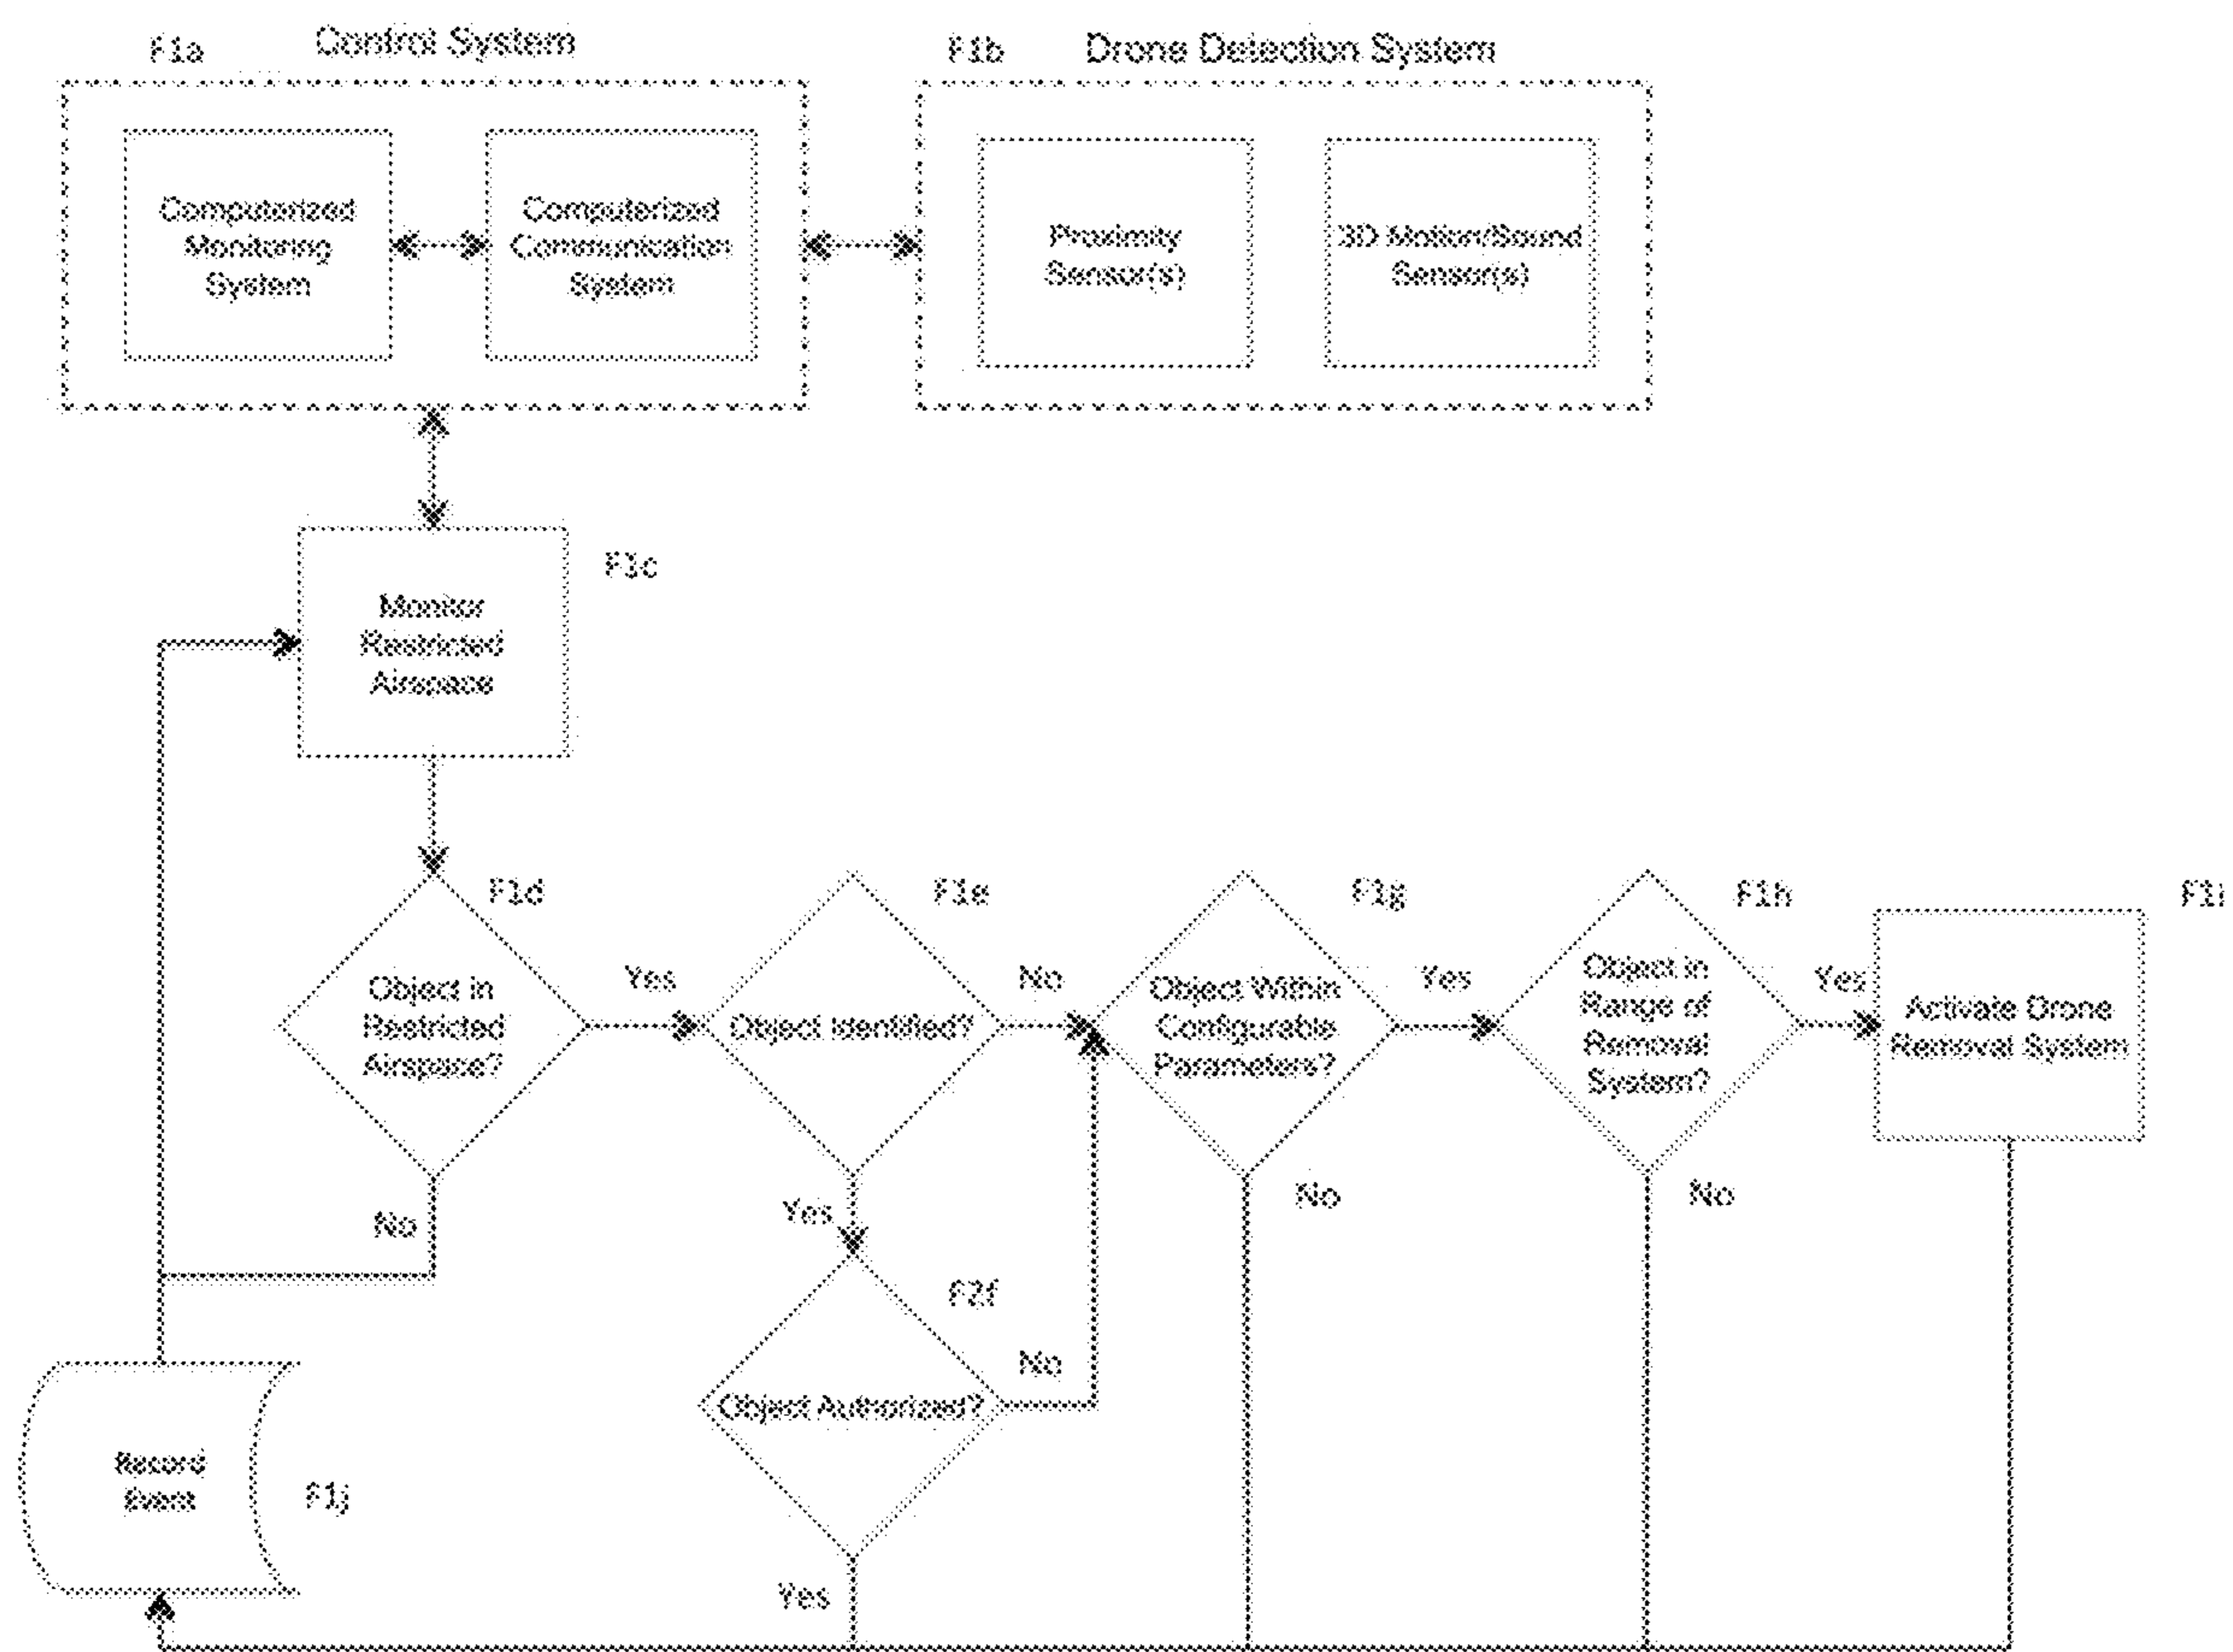 F1a
Control System
F1b
Drone Detection System
Computerized
Monitoring
System
Computerized
Communication
System
Proximity
Sensor(s)
3D Motion/Sound
Sensor(s)
F1c
Monitor
Restricted
Airspace
F1d
F1e
F1g
F1h
F1i
Object in
Restricted
Airspace?
Yes
Object Identified?
No
Object Within
Configurable
Parameters?
Yes
Object in
Range of
Removal
System?
Yes
Activate Drone
Removal System
No
Yes
No
No
F2f
No
Object Authorized?
Record
Event
F1j
Yes